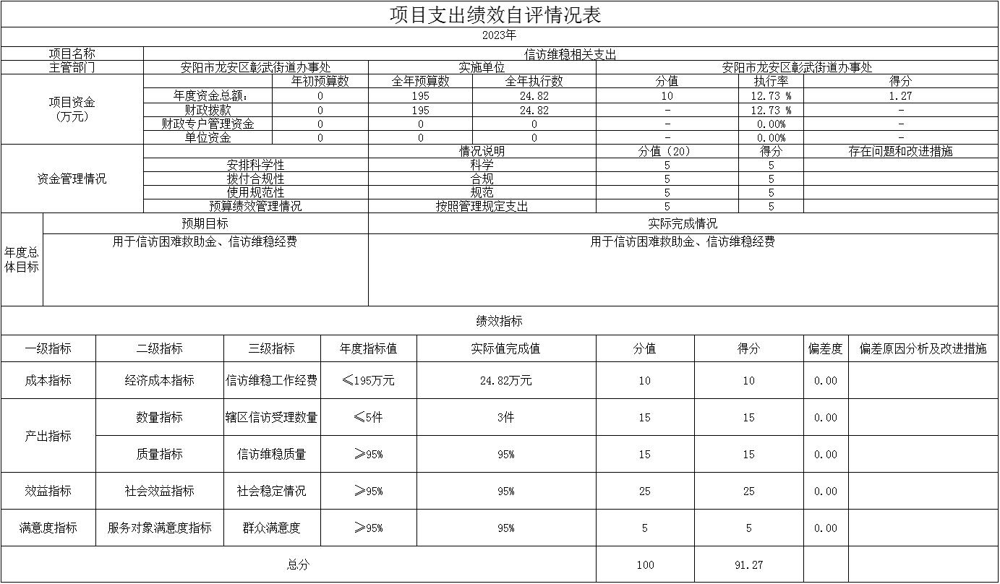 项目支出绩效自评情况表
2023年
项目名称 信访维稳相关支出
主管部门 安阳市龙安区彰武街道办事处 实施单位 安阳市龙安区彰武街道办事处
项目资金
(万元) 年初预算数 全年预算数 全年执行数 分值 执行率 得分
年度资金总额: 0 195 24.82 10 12.73 % 1.27
财政拨款 0 195 24.82 - 12.73 % -
财政专户管理资金 0 0 0 - 0.00% -
单位资金 0 0 0 - 0.00% -
资金管理情况 情况说明 分值（20） 得分 存在问题和改进措施
安排科学性 科学 5 5
拨付合规性 合规 5 5
使用规范性 规范 5 5
预算绩效管理情况 按照管理规定支出 5 5
年度总
体目标 预期目标 实际完成情况
用于信访困难救助金、信访维稳经费 用于信访困难救助金、信访维稳经费
绩效指标
一级指标 二级指标 三级指标 年度指标值 实际值完成值 分值 得分 偏差度 偏差原因分析及改进措施
成本指标 经济成本指标 信访维稳工作经费 ≤195万元 24.82万元 10 10 0.00
产出指标 数量指标 辖区信访受理数量 ≤5件 3件 15 15 0.00
质量指标 信访维稳质量 ≥95% 95% 15 15 0.00
效益指标 社会效益指标 社会稳定情况 ≥95% 95% 25 25 0.00
满意度指标 服务对象满意度指标 群众满意度 ≥95% 95% 5 5 0.00
总分 100 91.27